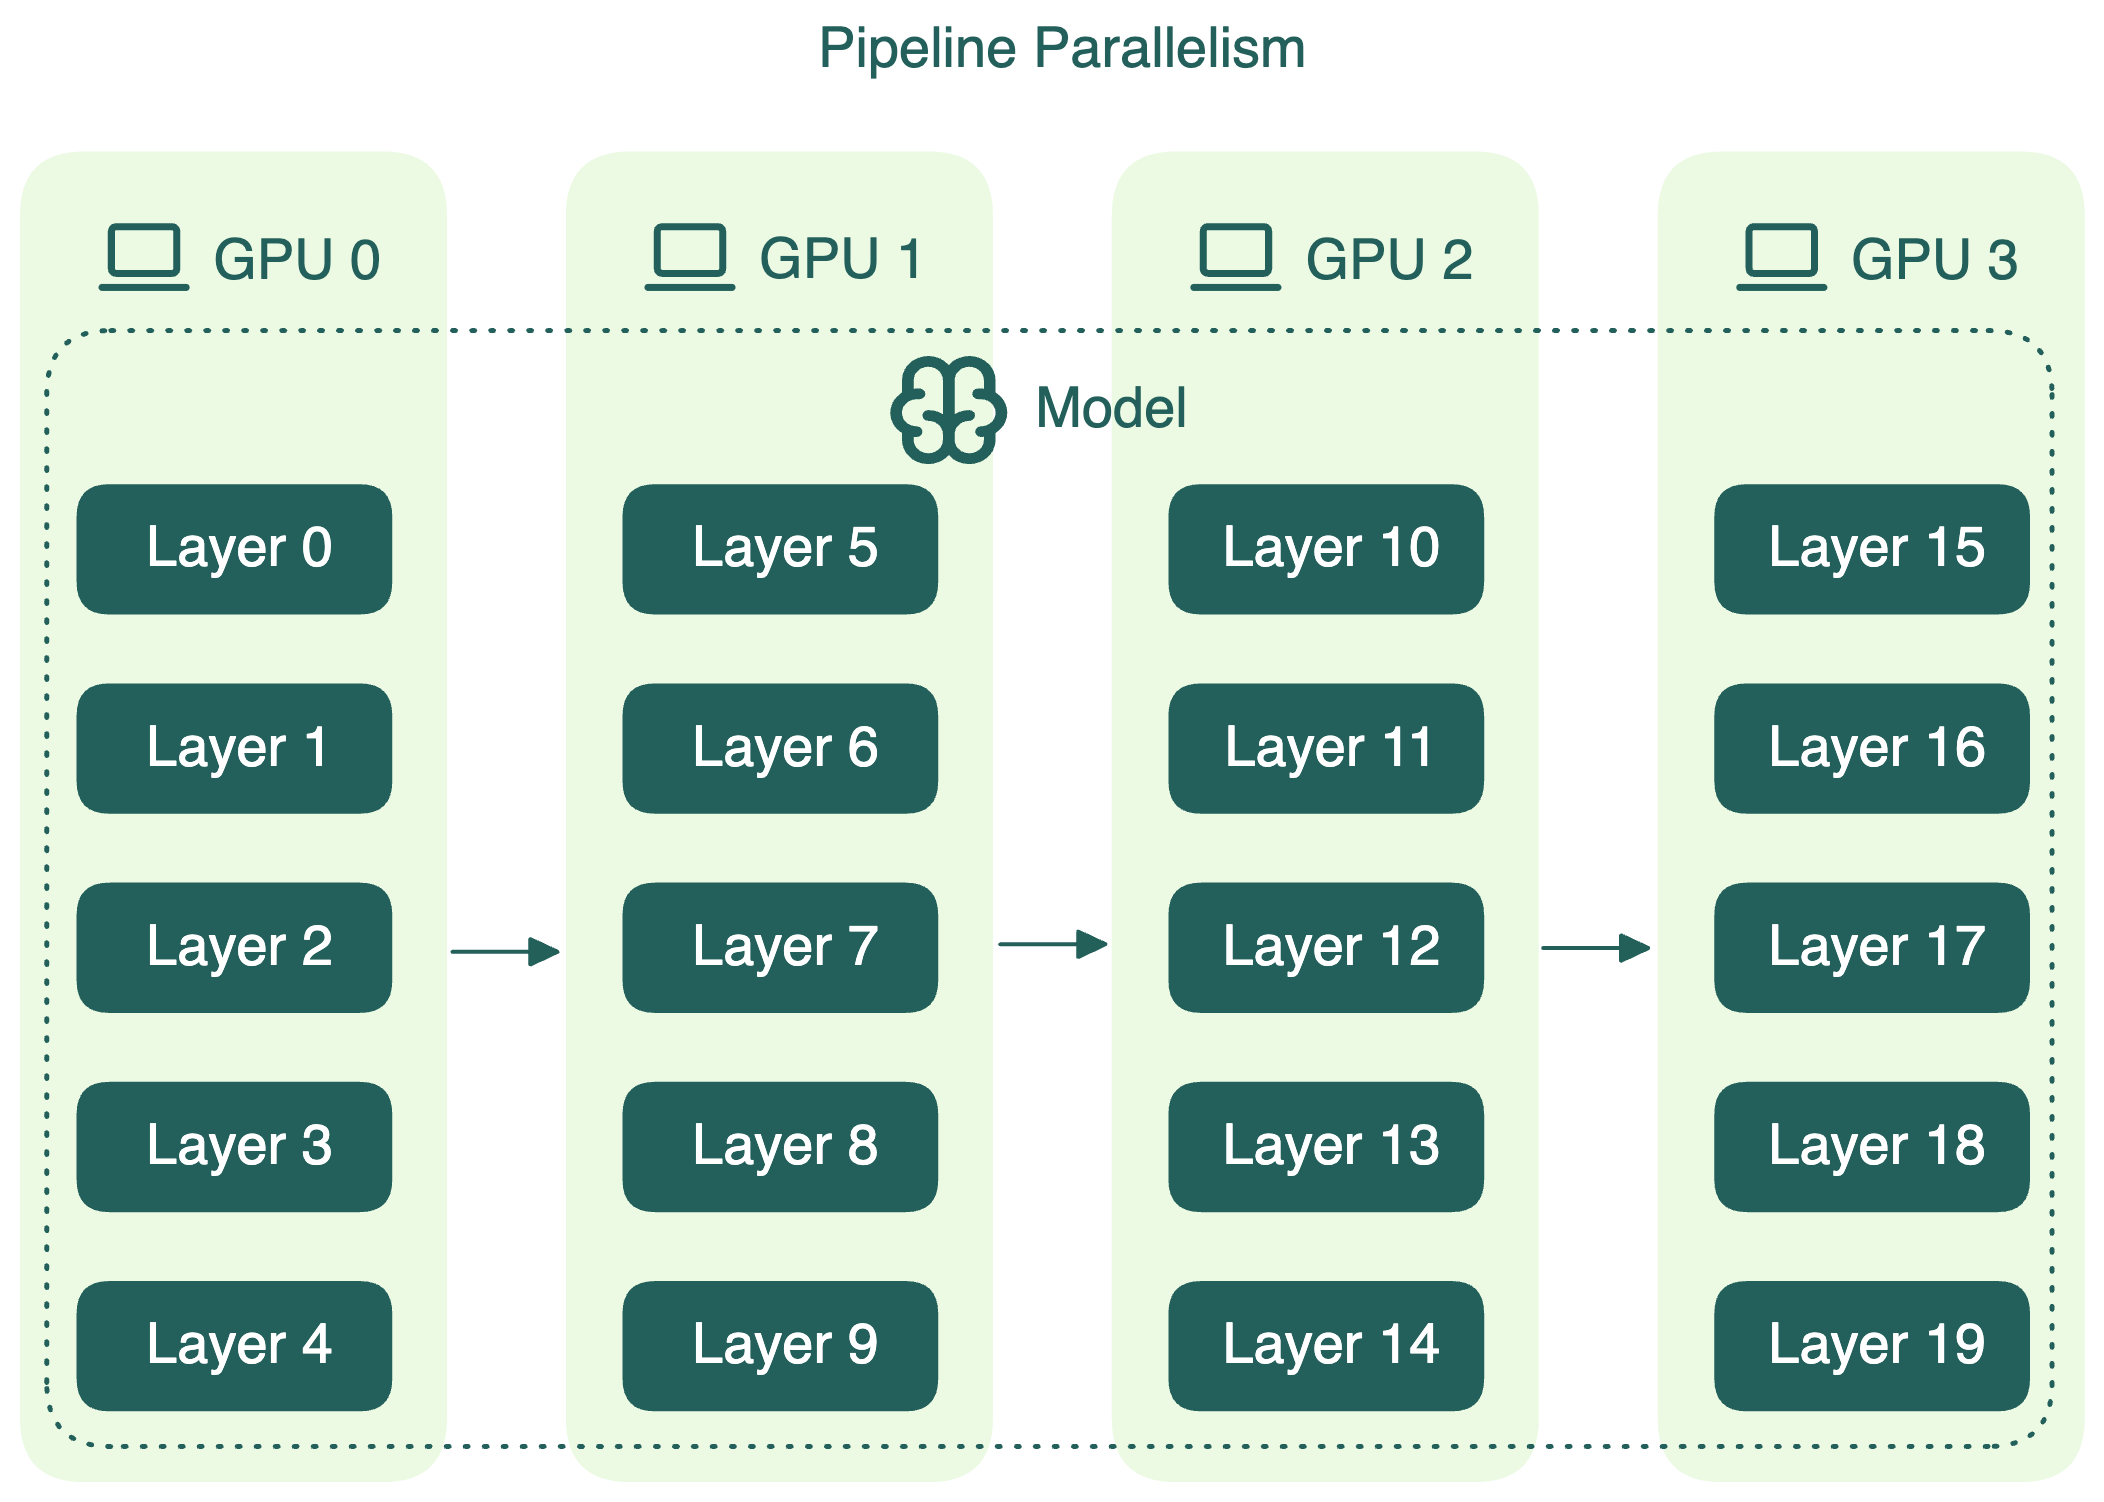 Pipeline Parallelism
GPU 0
GPU 1
GPU 2
GPU 3
Model
Layer 0
Layer 5
Layer 10
Layer 15
Layer 1
Layer 6
Layer 11
Layer 16
Layer 2
Layer 7
Layer 12
Layer 17
Layer 3
Layer 8
Layer 13
Layer 18
Layer 4
Layer 9
Layer 14
Layer 19